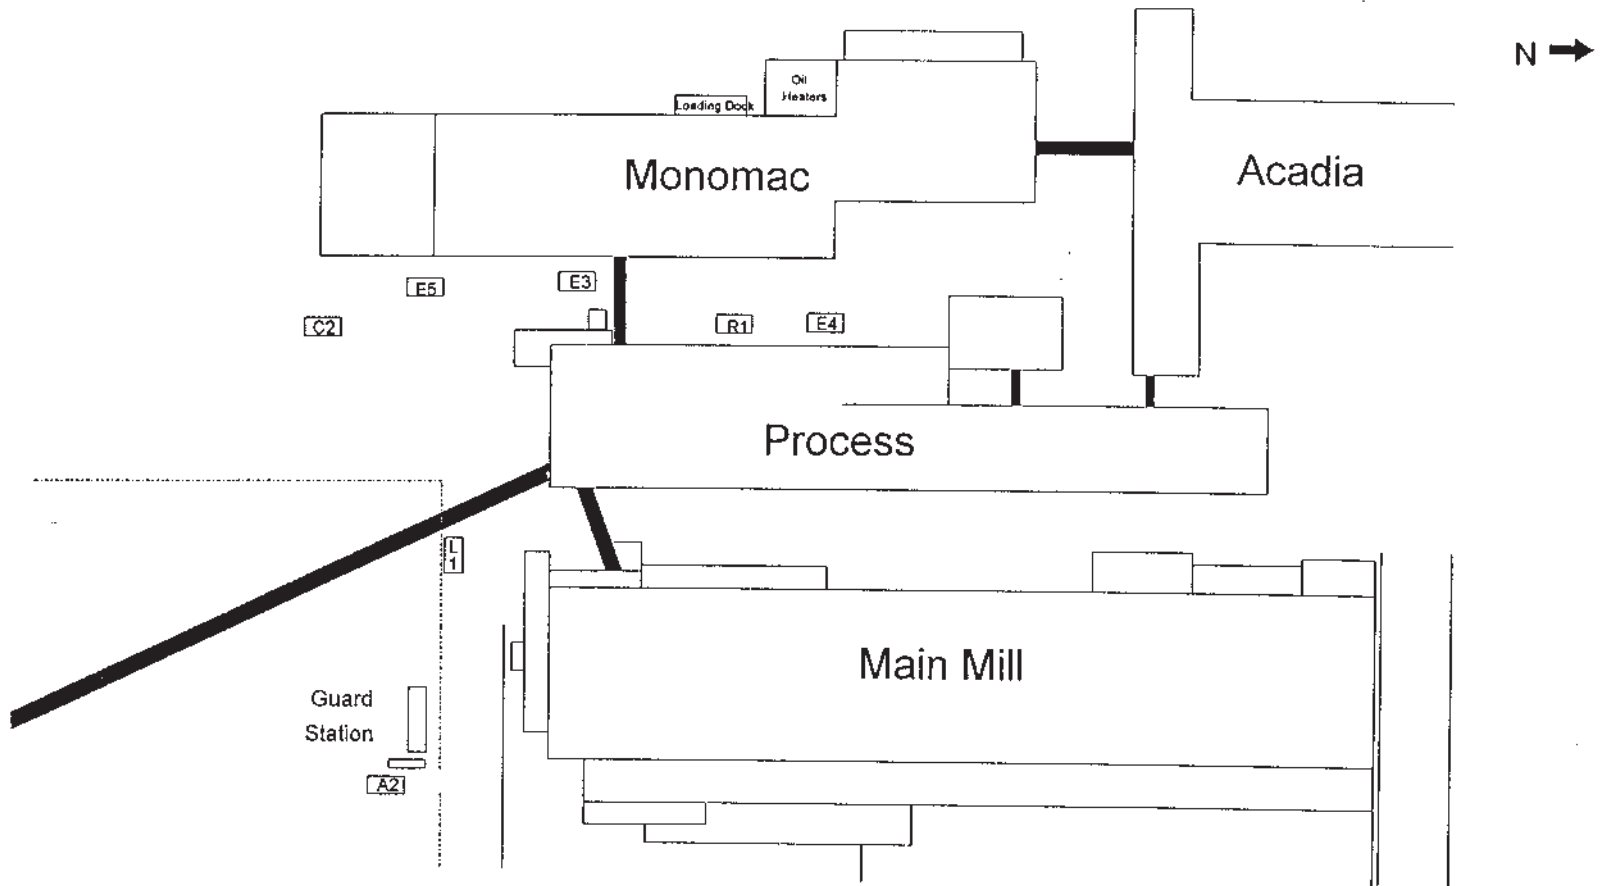 N
Oil
Heaters
Loading Dock
Monomac
Acadia
E5
E3
C2
R1
E4
Process
L
1
Main Mill
Guard
Station
A2